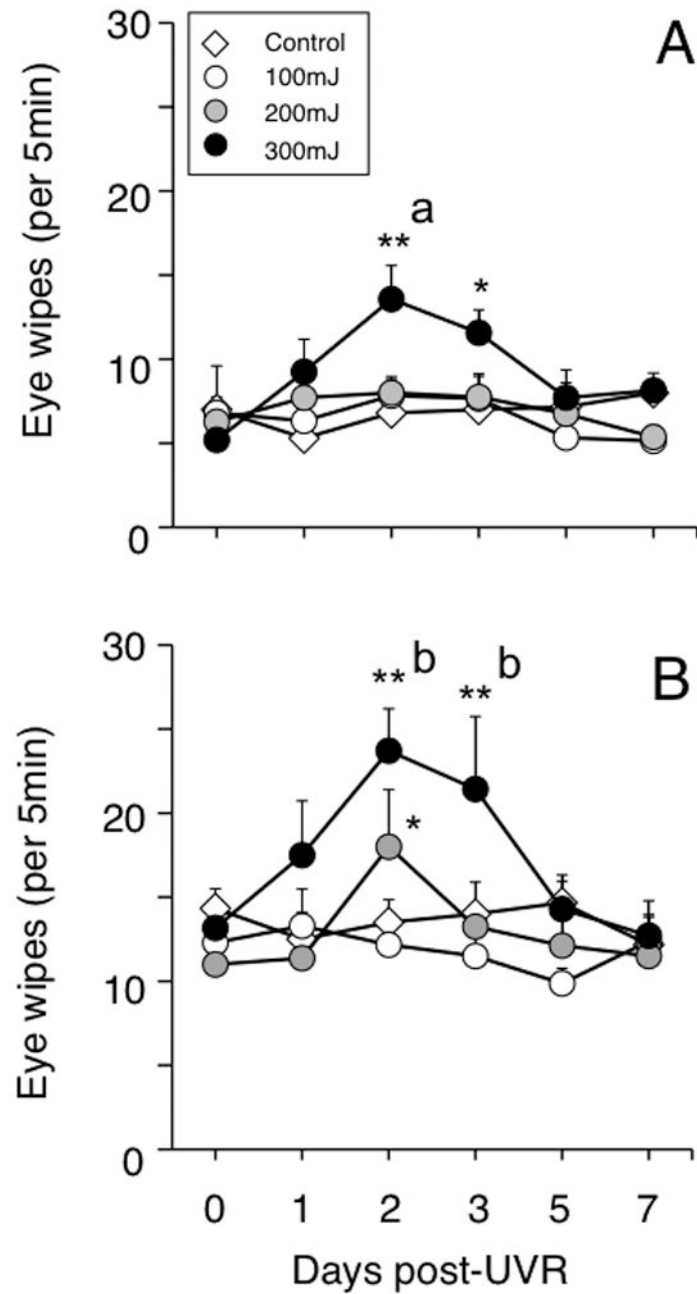 30
20
10
0
Eye wipes (per 5min)
Control
100mJ
200mJ
300mJ
A
** a
*
30
20
10
0
Eye wipes (per 5min)
B
** b
** b
*
0 1 2 3 5 7
Days post-UVR